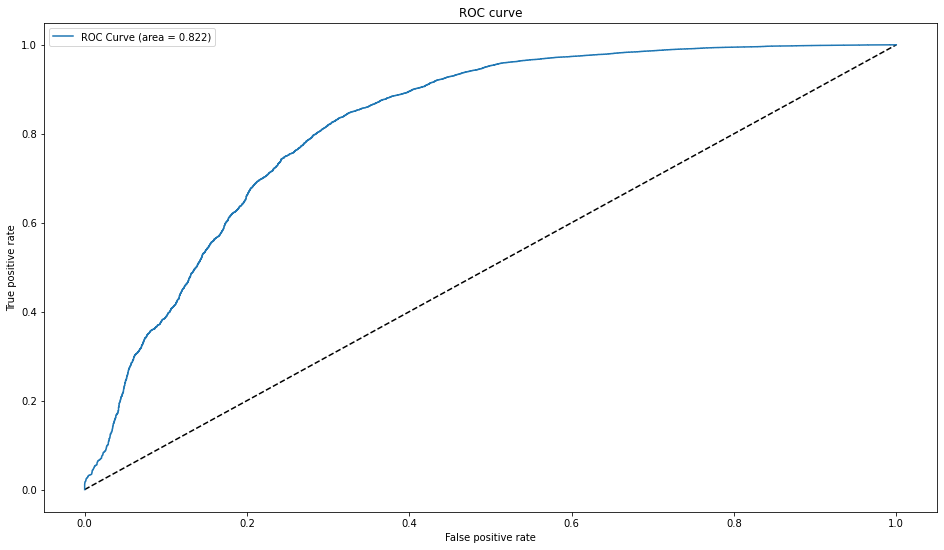 ROC curve
ROC Curve (area = 0.822)
1.0
0.8
0.6
0.4
0.2
0.0
True positive rate
0.0 0.2 0.4 0.6 0.8 1.0
False positive rate